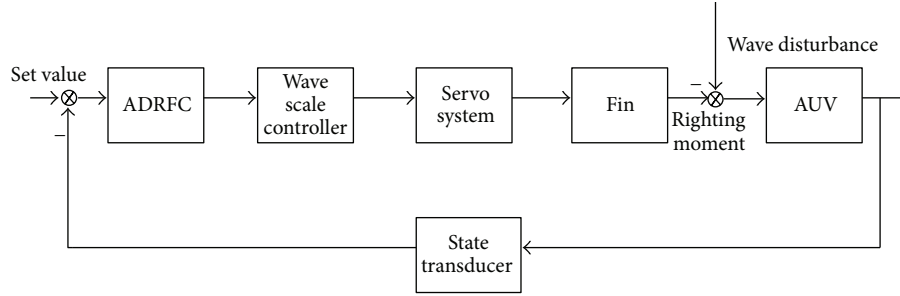 Wave disturbance
Set value
ADRFC
Wave
scale
controller
Servo
system
Fin
−
Righting
moment
AUV
−
State
transducer